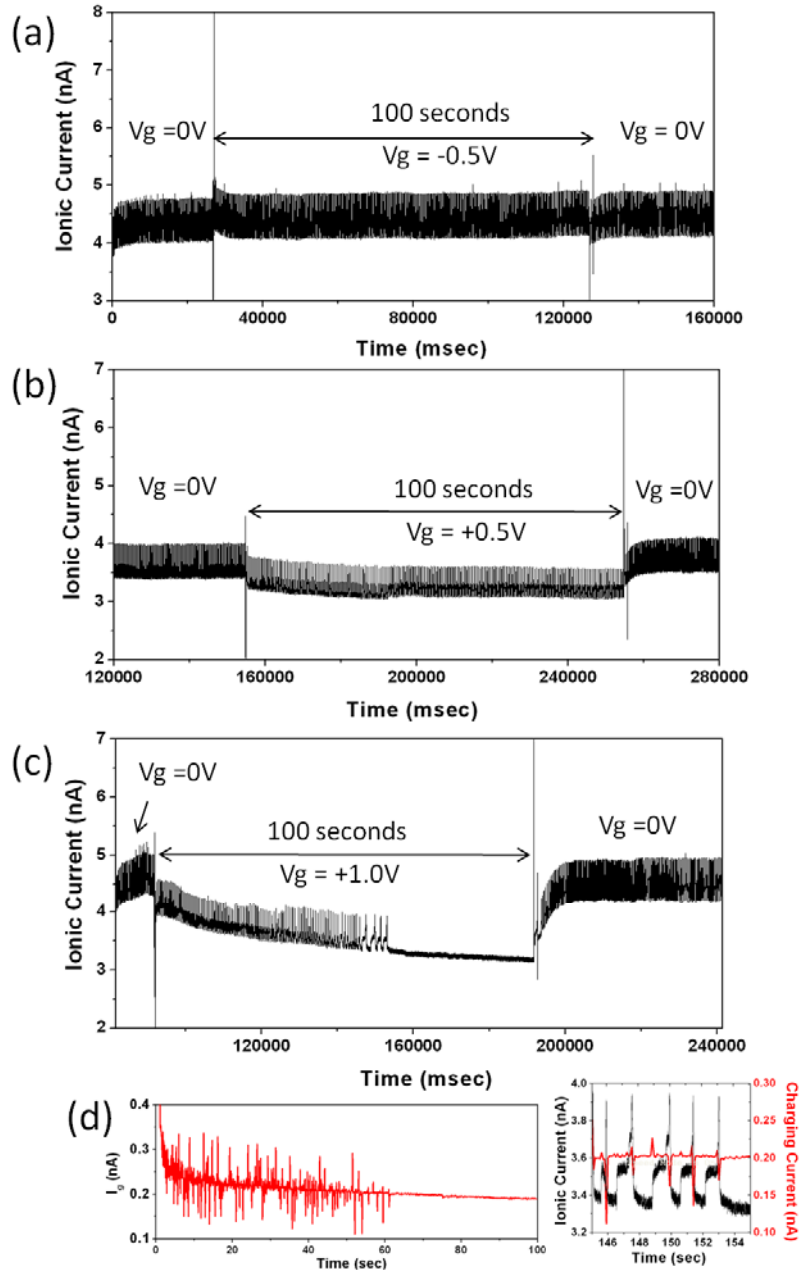 (a)
8
7
6
5
4
3
Ionic Current (nA)
Vg =0V
100 seconds
Vg = -0.5V
Vg = 0V
0 40000 80000 120000 160000
Time (msec)
(b)
7
6
5
4
3
2
Ionic Current (nA)
Vg =0V
100 seconds
Vg = +0.5V
Vg =0V
120000 160000 200000 240000 280000
Time (msec)
(c)
7
6
5
4
3
2
Ionic Current (nA)
Vg =0V
100 seconds
Vg = +1.0V
Vg =0V
120000 160000 200000 240000
Time (msec)
(d)
0.4
0.3
0.2
0.1
I (nA)
0 20 40 60 80 100
Time (sec)
4.0
3.8
3.6
3.4
3.2
Ionic Current (nA)
0.30
0.25
0.20
0.15
0.10
Charging Current (nA)
146 148 150 152 154
Time (sec)